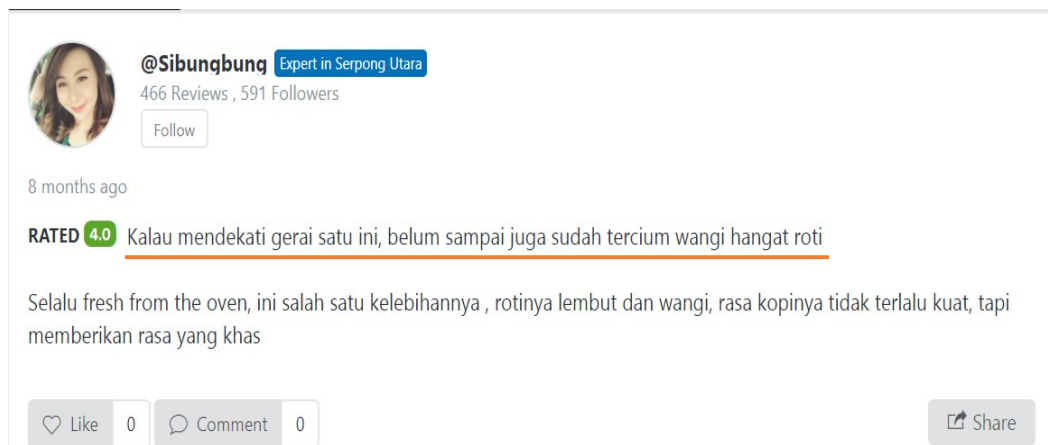 @Sibungbung Expert in Serpong Utara
466 Reviews , 591 Followers
Follow
8 months ago
RATED 4.0 Kalau mendekati gerai satu ini, belum sampai juga sudah tercium wangi hangat roti
Selalu fresh from the oven, ini salah satu kelebihannya , rotinya lembut dan wangi, rasa kopinya tidak terlalu kuat, tapi
memberikan rasa yang khas
Like 0 Comment 0 Share